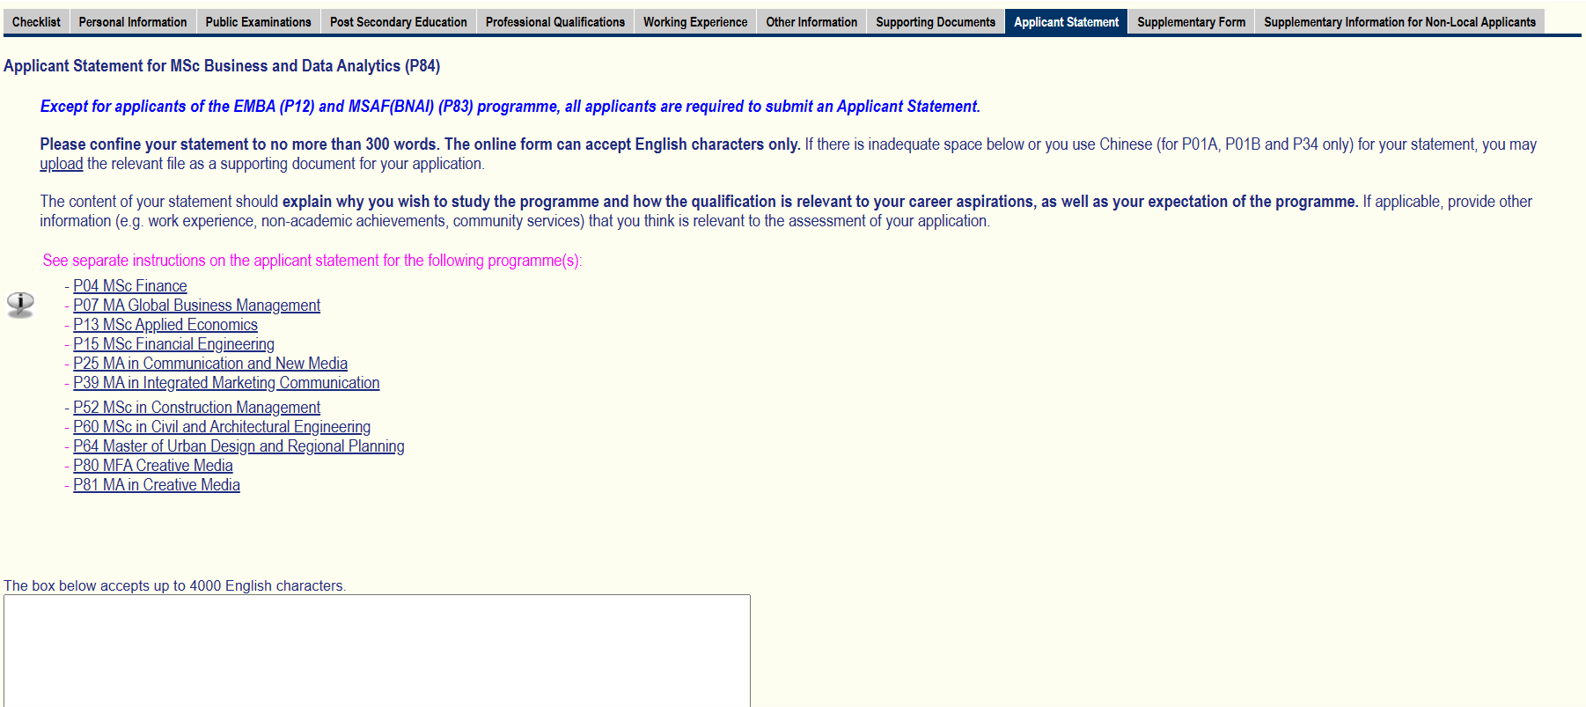 Checklist Personal Information Public Examinations Post Secondary Education Professional Qualifications Working Experience Other Information Supporting Documents Applicant Statement Supplementary Form Supplementary Information for Non-Local Applicants
Applicant Statement for MSc Business and Data Analytics (P84)
Except for applicants of the EMBA (P12) and MSAF(BNAI) (P83) programme, all applicants are required to submit an Applicant Statement.
Please confine your statement to no more than 300 words. The online form can accept English characters only. If there is inadequate space below or you use Chinese (for P01A, P01B and P34 only) for your statement, you may
upload the relevant file as a supporting document for your application.
The content of your statement should explain why you wish to study the programme and how the qualification is relevant to your career aspirations, as well as your expectation of the programme. If applicable, provide other
information (e.g. work experience, non-academic achievements, community services) that you think is relevant to the assessment of your application.
See separate instructions on the applicant statement for the following programme(s):
- P04 MSc Finance
- P07 MA Global Business Management
- P13 MSc Applied Economics
- P15 MSc Financial Engineering
- P25 MA in Communication and New Media
- P39 MA in Integrated Marketing Communication
- P52 MSc in Construction Management
- P60 MSc in Civil and Architectural Engineering
- P64 Master of Urban Design and Regional Planning
- P80 MFA Creative Media
- P81 MA in Creative Media
The box below accepts up to 4000 English characters.